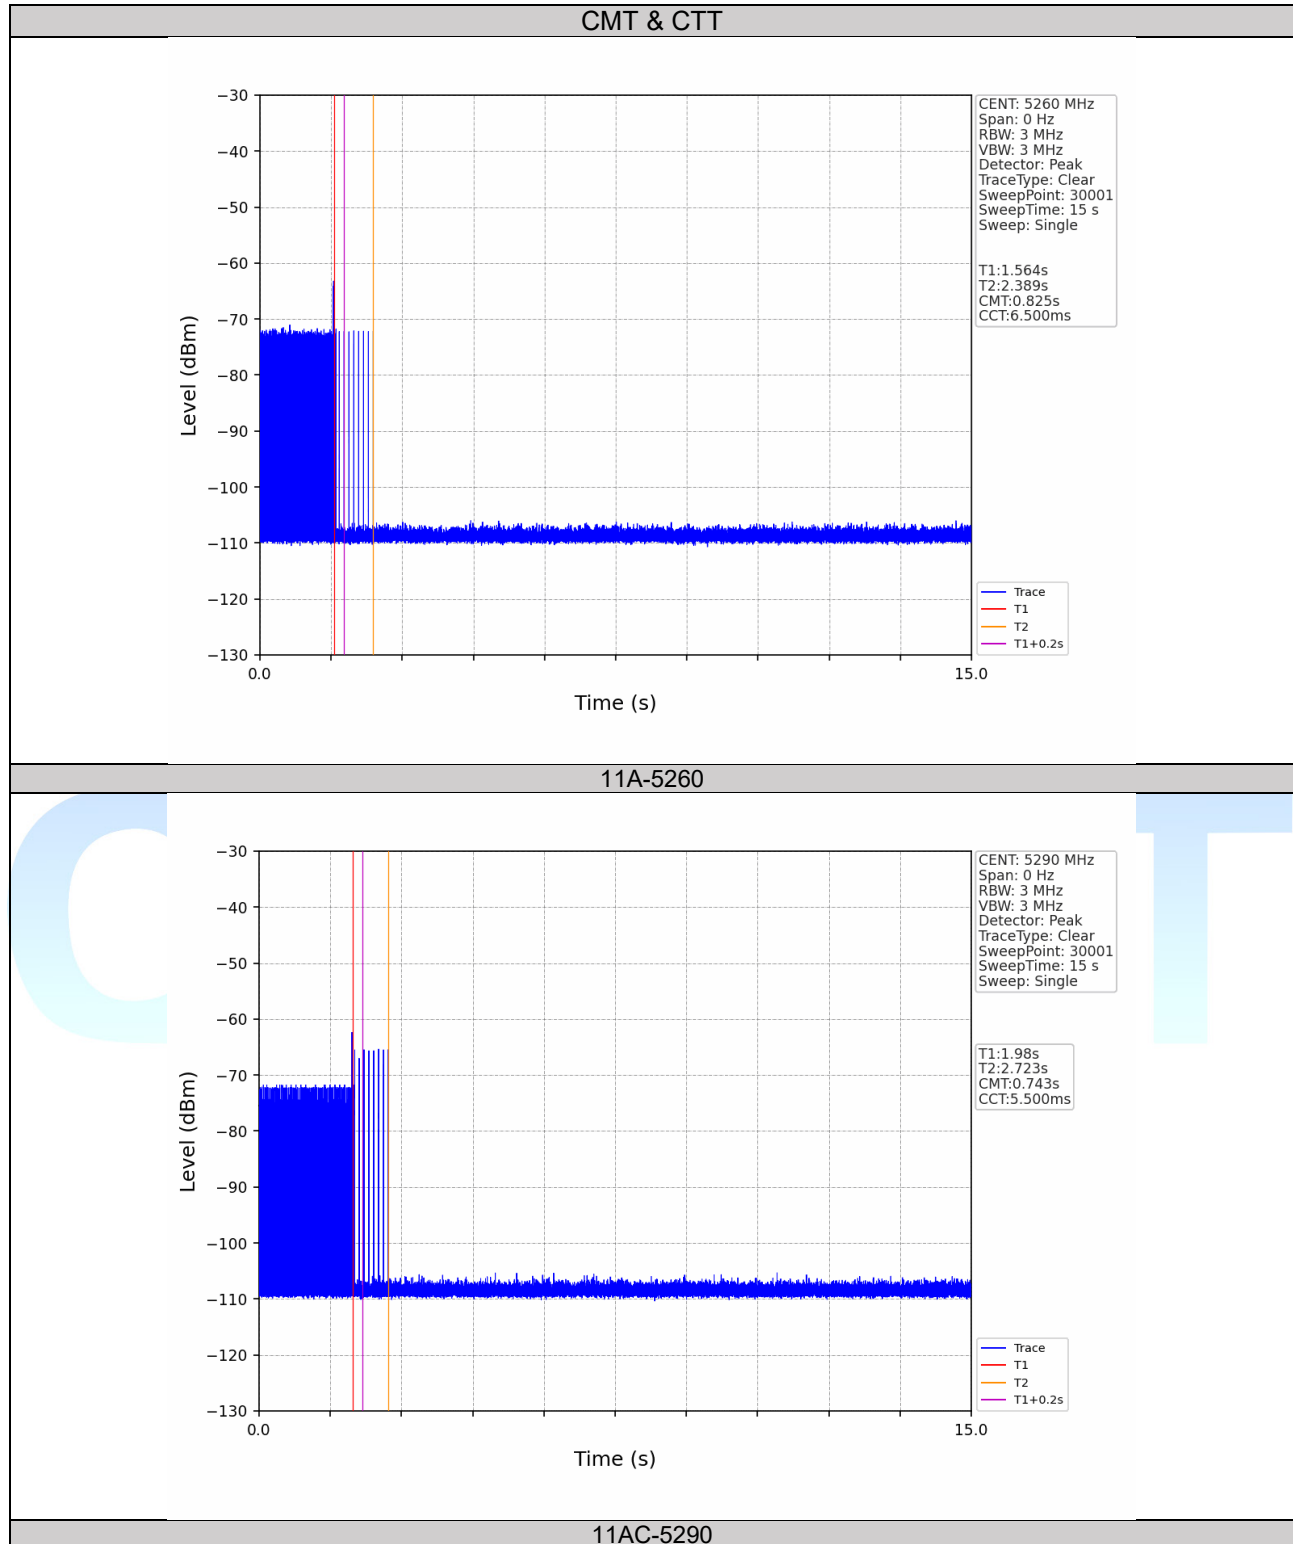 CMT & CTT
−30
−40
−50
−60
−70
−80
−90
−100
−110
−120
−130
Level (dBm)
0.0
15.0
Time (s)
CENT: 5260 MHz
Span: 0 Hz
RBW: 3 MHz
VBW: 3 MHz
Detector: Peak
TraceType: Clear
SweepPoint: 30001
SweepTime: 15 s
Sweep: Single
T1:1.564s
T2:2.389s
CMT:0.825s
CCT:6.500ms
Trace
T1
T2
T1+0.2s
11A-5260
−30
−40
−50
−60
−70
−80
−90
−100
−110
−120
−130
Level (dBm)
0.0
15.0
Time (s)
CENT: 5290 MHz
Span: 0 Hz
RBW: 3 MHz
VBW: 3 MHz
Detector: Peak
TraceType: Clear
SweepPoint: 30001
SweepTime: 15 s
Sweep: Single
T1:1.98s
T2:2.723s
CMT:0.743s
CCT:5.500ms
Trace
T1
T2
T1+0.2s
11AC-5290